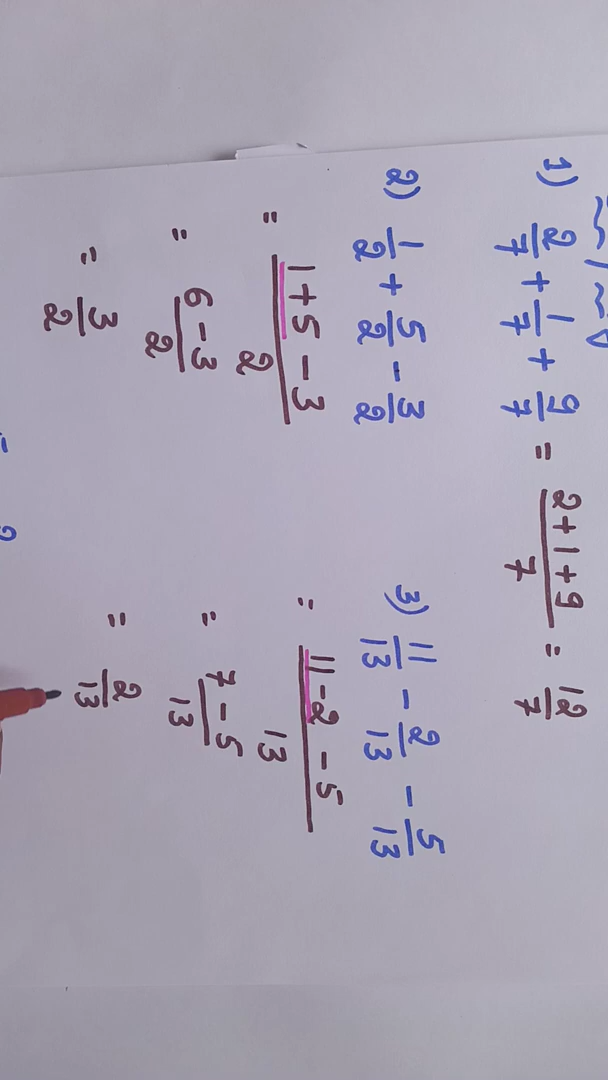 1) 2/7 + 1/7 + 9/7 = 2+1+9/7 = 12/7
2) 1/2 + 5/2 - 3/2
= 1+5-3/2
= 6-3/2
= 3/2
3) 11/13 - 2/13 - 5/13
= 11-2-5/13
= 7-5/13
= 2/13